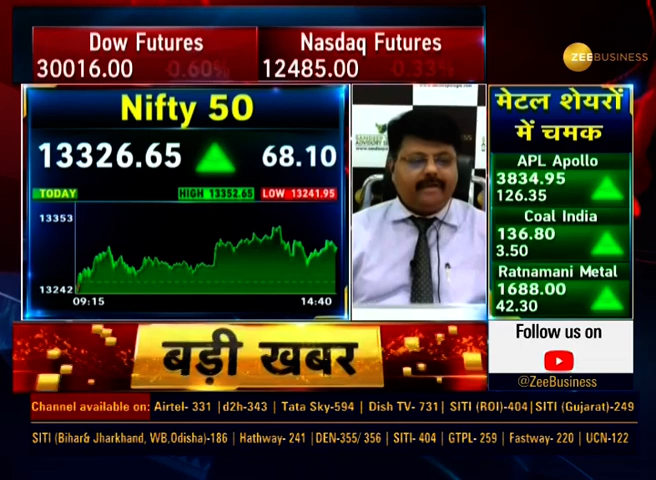 Dow Futures
30016.00 -0.60%
Nasdaq Futures
12485.00 -0.33%
ZEEBUSINESS
Nifty 50
13326.65 68.10
TODAY HIGH 13352.65 LOW 13241.95
13353
13242
09:15 14:40
मेटल शेयरों
में चमक
APL Apollo
3834.95
126.35
Coal India
136.80
3.50
Ratnamani Metal
1688.00
42.30
बड़ी खबर
Follow us on
@ZeeBusiness
Channel available on: Airtel- 331 | d2h-343 | Tata Sky-594 | Dish TV- 731| SITI (ROI)-404|SITI (Gujarat)-249
SITI (Bihar& Jharkhand, WB,Odisha)-186 | Hathway- 241 |DEN-355/ 356 | SITI- 404 | GTPL- 259 | Fastway- 220 | UCN-122